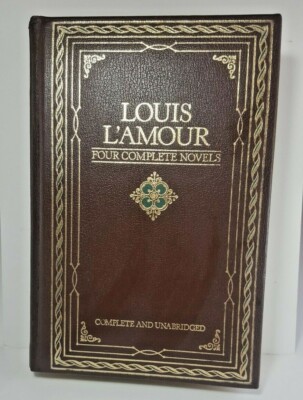 LOUIS
L'AMOUR
FOUR COMPLETE NOVELS
COMPLETE AND UNABRIDGED